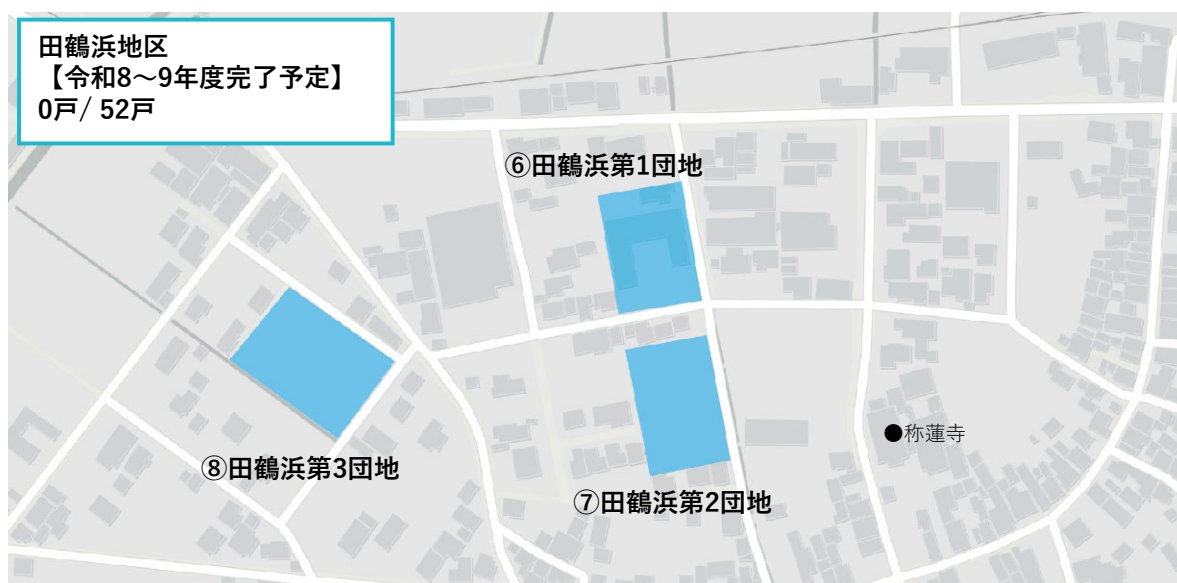 田鶴浜地区
【令和8～9年度完了予定】
0戸/ 52戸
⑥田鶴浜第1団地
●称蓮寺
⑧田鶴浜第3団地
⑦田鶴浜第2団地